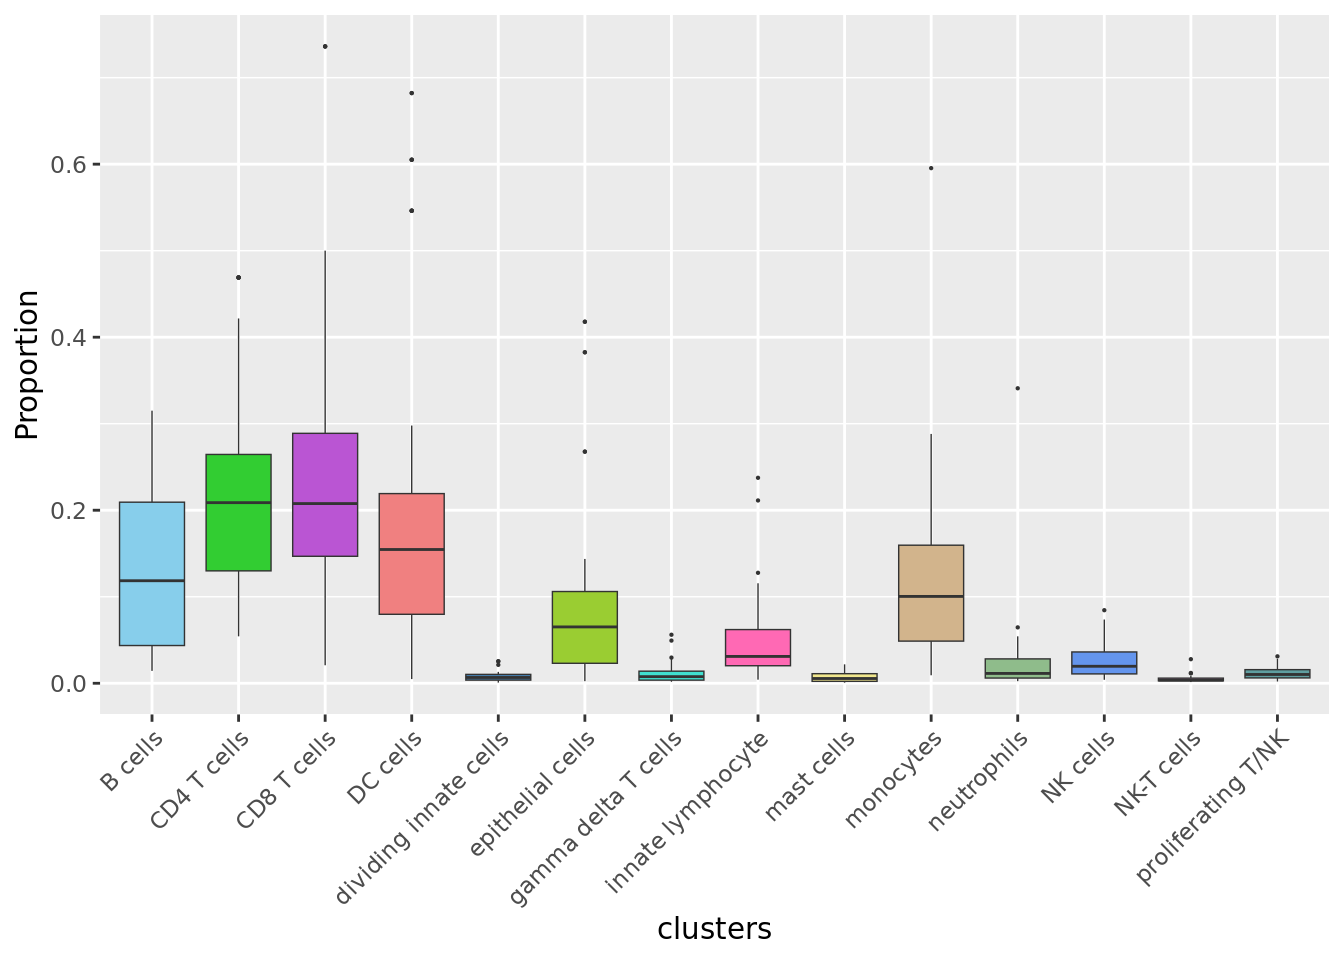 Proportion
0.6
0.4
0.2
0.0
B cells
CD4 T cells
CD8 T cells
DC cells
dividing innate cells
epithelial cells
gamma delta T cells
innate lymphocyte
mast cells
monocytes
neutrophils
NK cells
NK-T cells
proliferating T/NK
clusters